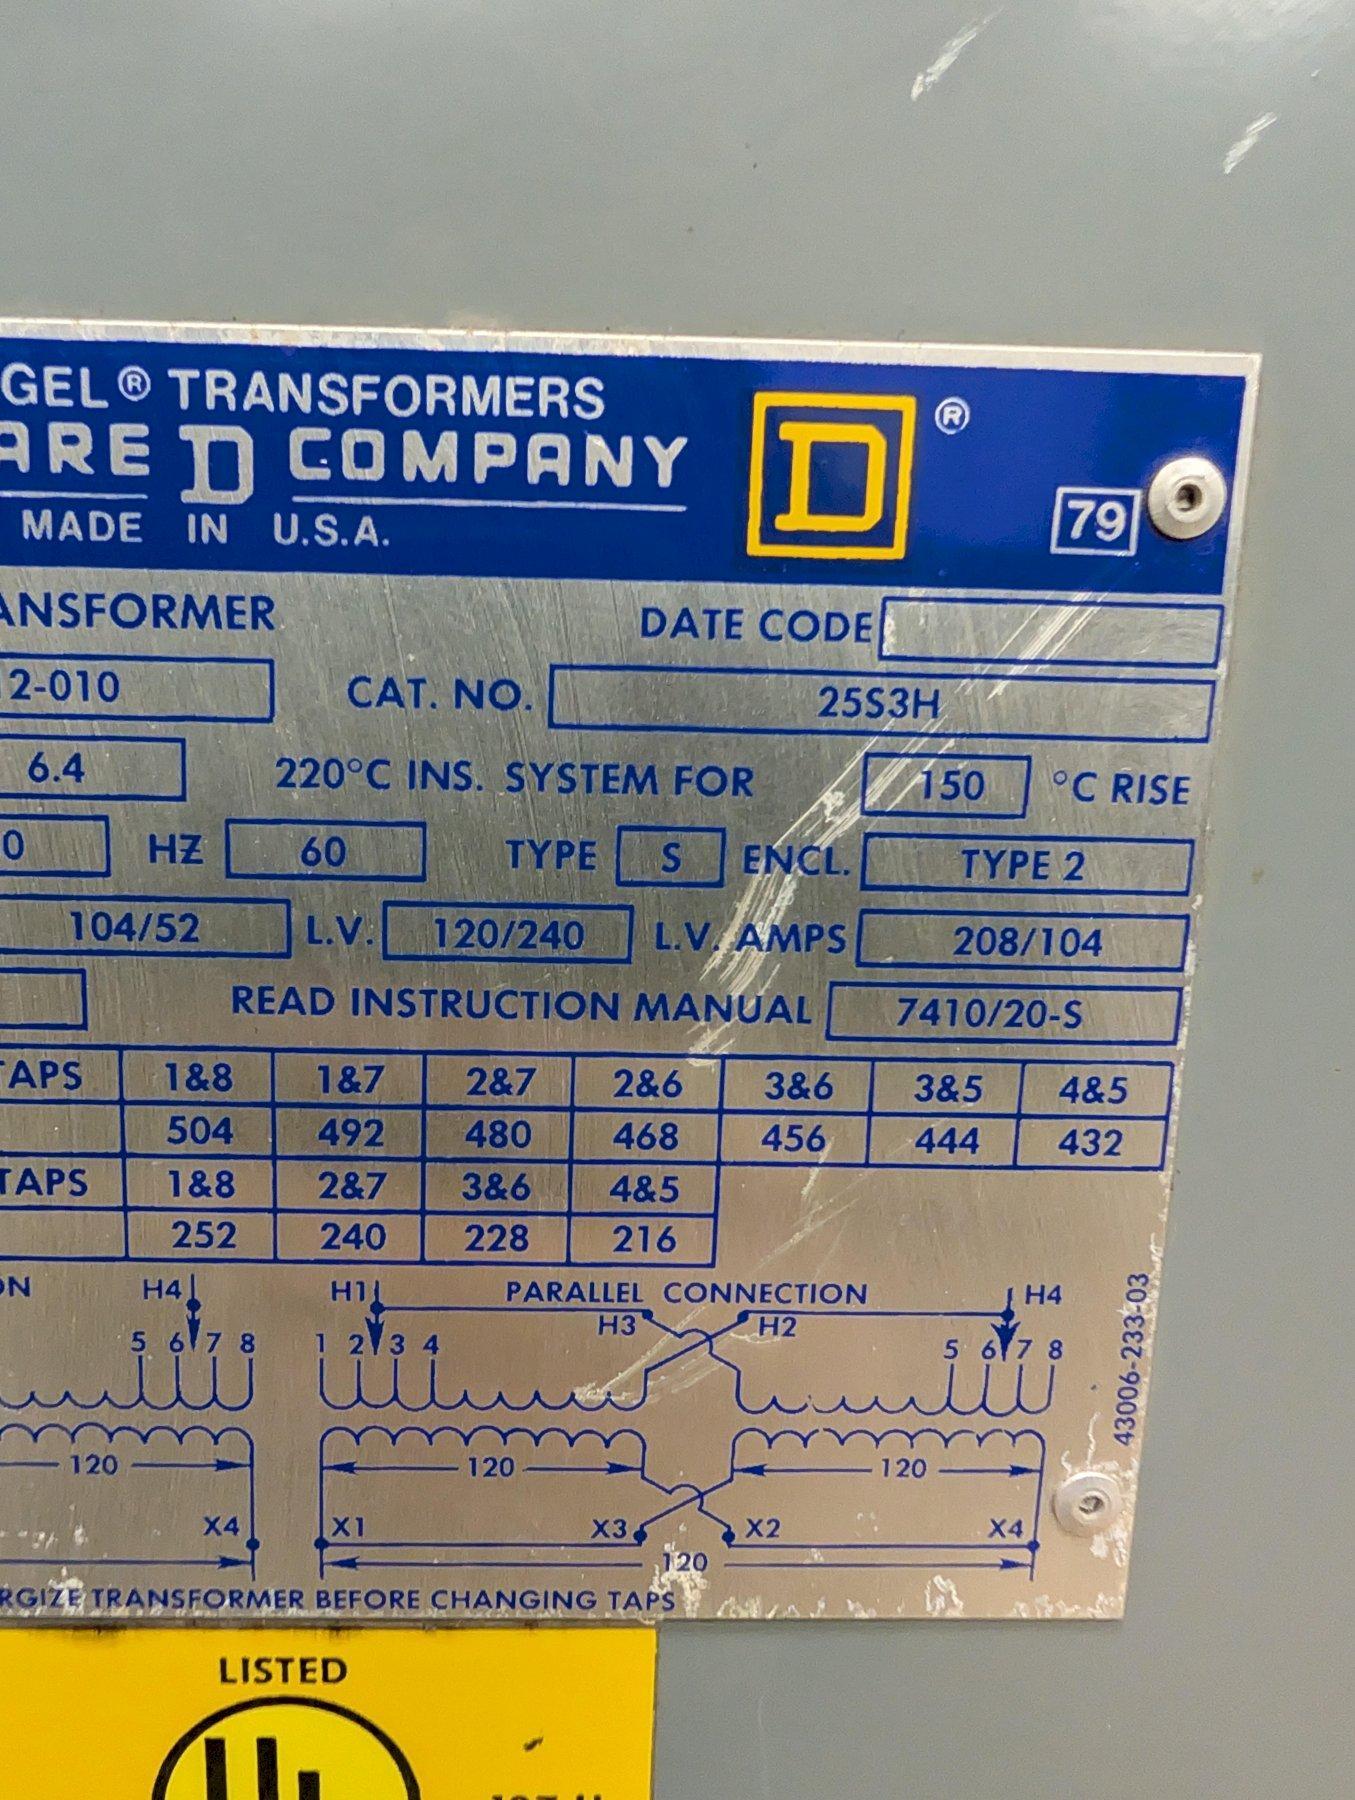 GEL® TRANSFORMERS
ARE D COMPANY D ®
MADE IN U.S.A. 79
ANSFORMER DATE CODE
2-010 CAT. NO. 25S3H
6.4 220°C INS. SYSTEM FOR 150 °C RISE
0 HZ 60 TYPE S ENCL. TYPE 2
104/52 L.V. 120/240 L.V. AMPS 208/104
READ INSTRUCTION MANUAL 7410/20-S
TAPS 1&8 1&7 2&7 2&6 3&6 3&5 4&5
504 492 480 468 456 444 432
TAPS 1&8 2&7 3&6 4&5
252 240 228 216
ON H4 H1 PARALLEL CONNECTION H4
H3 H2
5 6 7 8 1 2 3 4 5 6 7 8
120 120 120
X4 X1 X3 X2 X4
120
RGIZE TRANSFORMER BEFORE CHANGING TAPS
43006-233-03
LISTED
UL